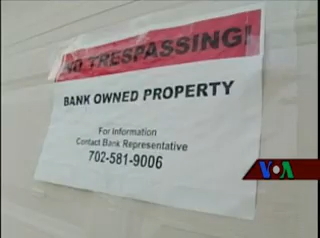 NO TRESPASSING!
BANK OWNED PROPERTY
For Information
Contact Bank Representative
702-581-9006
VOA